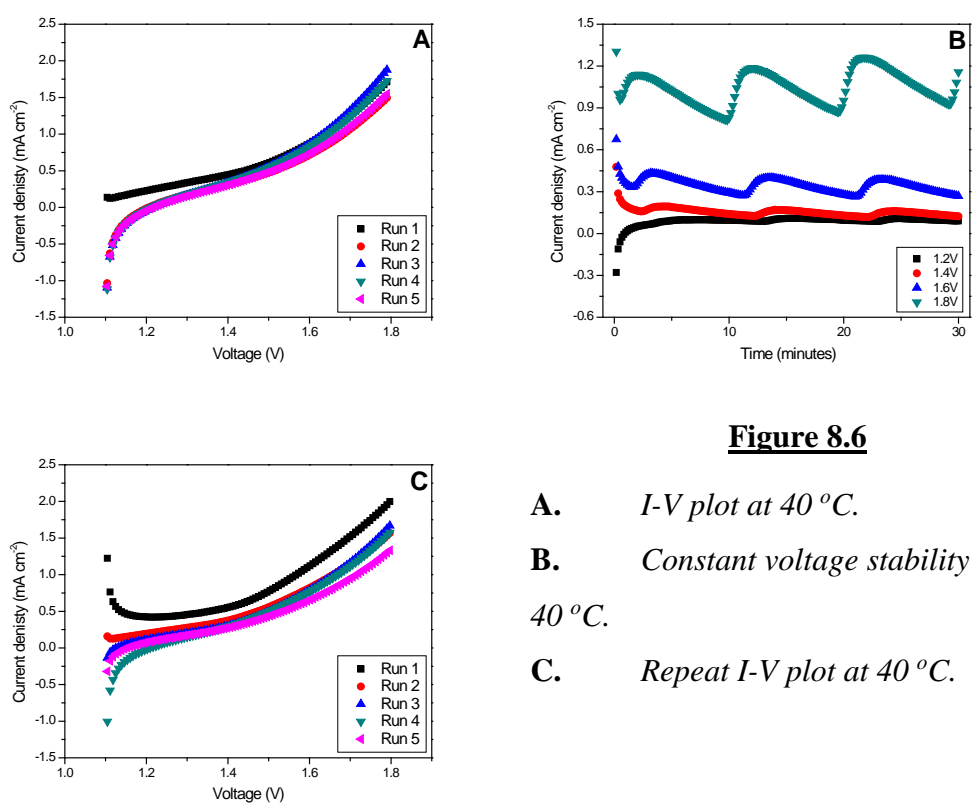 2.5
2.0
1.5
1.0
0.5
0.0
-0.5
-1.0
-1.5
Current denisty (mA cm-2)
A
Run 1
Run 2
Run 3
Run 4
Run 5
1.0 1.2 1.4 1.6 1.8
Voltage (V)
1.5
1.2
0.9
0.6
0.3
0.0
-0.3
-0.6
Current denisty (mA cm-2)
B
1.2V
1.4V
1.6V
1.8V
0 10 20 30
Time (minutes)
2.5
2.0
1.5
1.0
0.5
0.0
-0.5
-1.0
-1.5
Current denisty (mA cm-2)
C
Run 1
Run 2
Run 3
Run 4
Run 5
1.0 1.2 1.4 1.6 1.8
Voltage (V)
Figure 8.6
A. I-V plot at 40 °C.
B. Constant voltage stability
40 °C.
C. Repeat I-V plot at 40 °C.